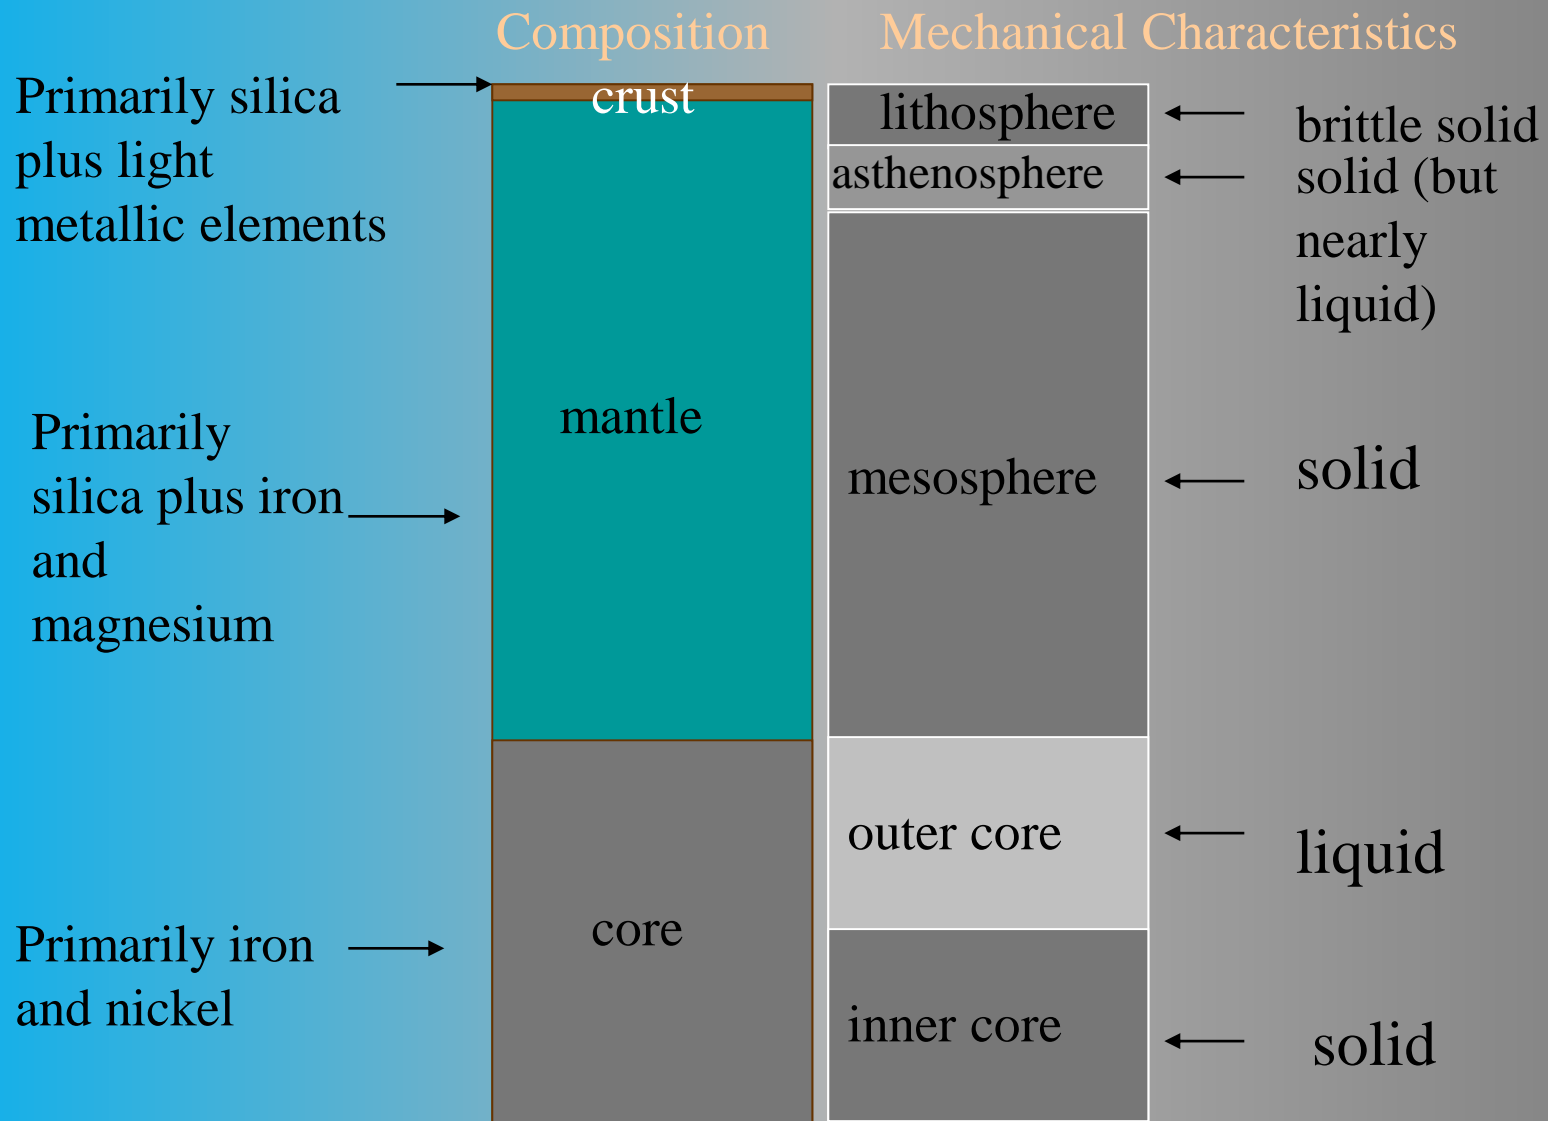 Composition
Mechanical Characteristics
Primarily silica
plus light
metallic elements
crust
lithosphere
brittle solid
asthenosphere
solid (but
nearly
liquid)
Primarily
silica plus iron
and
magnesium
mantle
mesosphere
solid
outer core
liquid
Primarily iron
and nickel
core
inner core
solid